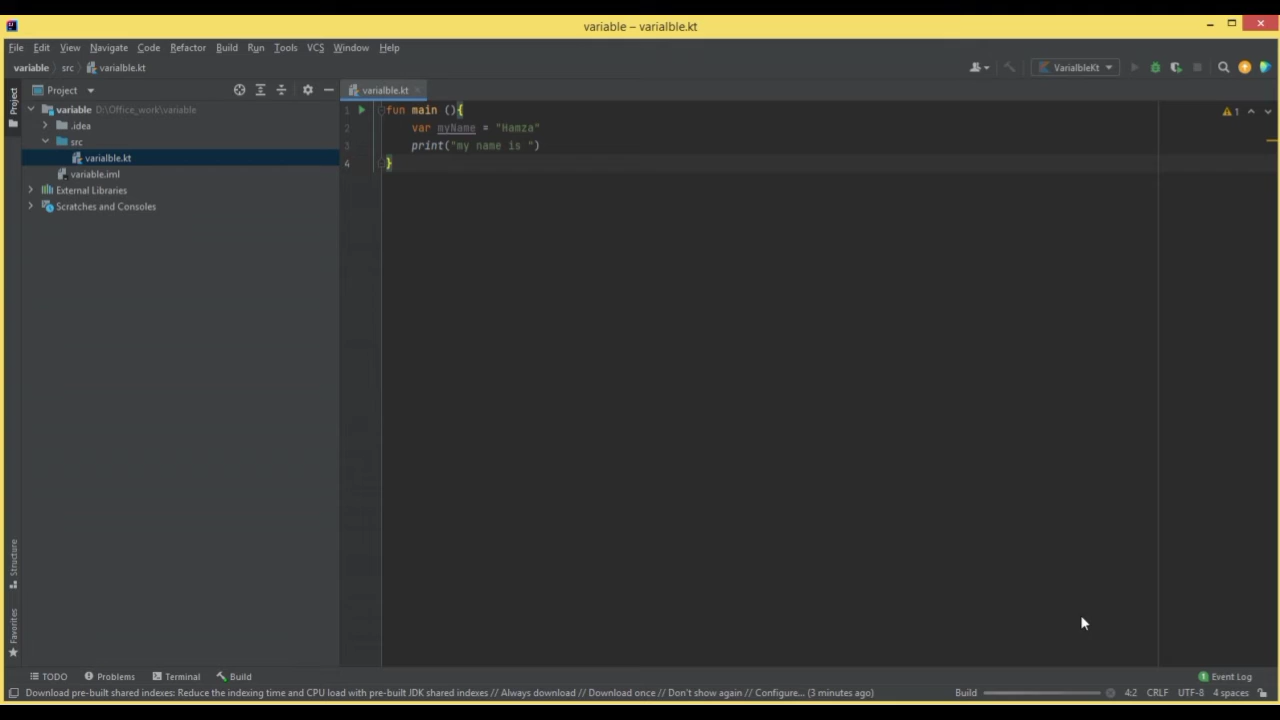 variable – varialble.kt
File Edit View Navigate Code Refactor Build Run Tools VCS Window Help
variable src varialble.kt
VarialbleKt
Project
Project
varialble.kt
variable D:\Office_work\variable
.idea
src
varialble.kt
variable.iml
External Libraries
Scratches and Consoles
1 fun main (){
2 var myName = "Hamza"
3 print("my name is ")
4 }
1
Structure
Favorites
TODO Problems Terminal Build
1 Event Log
Download pre-built shared indexes: Reduce the indexing time and CPU load with pre-built JDK shared indexes // Always download // Download once // Don't show again // Configure... (3 minutes ago)
Build 4:2 CRLF UTF-8 4 spaces